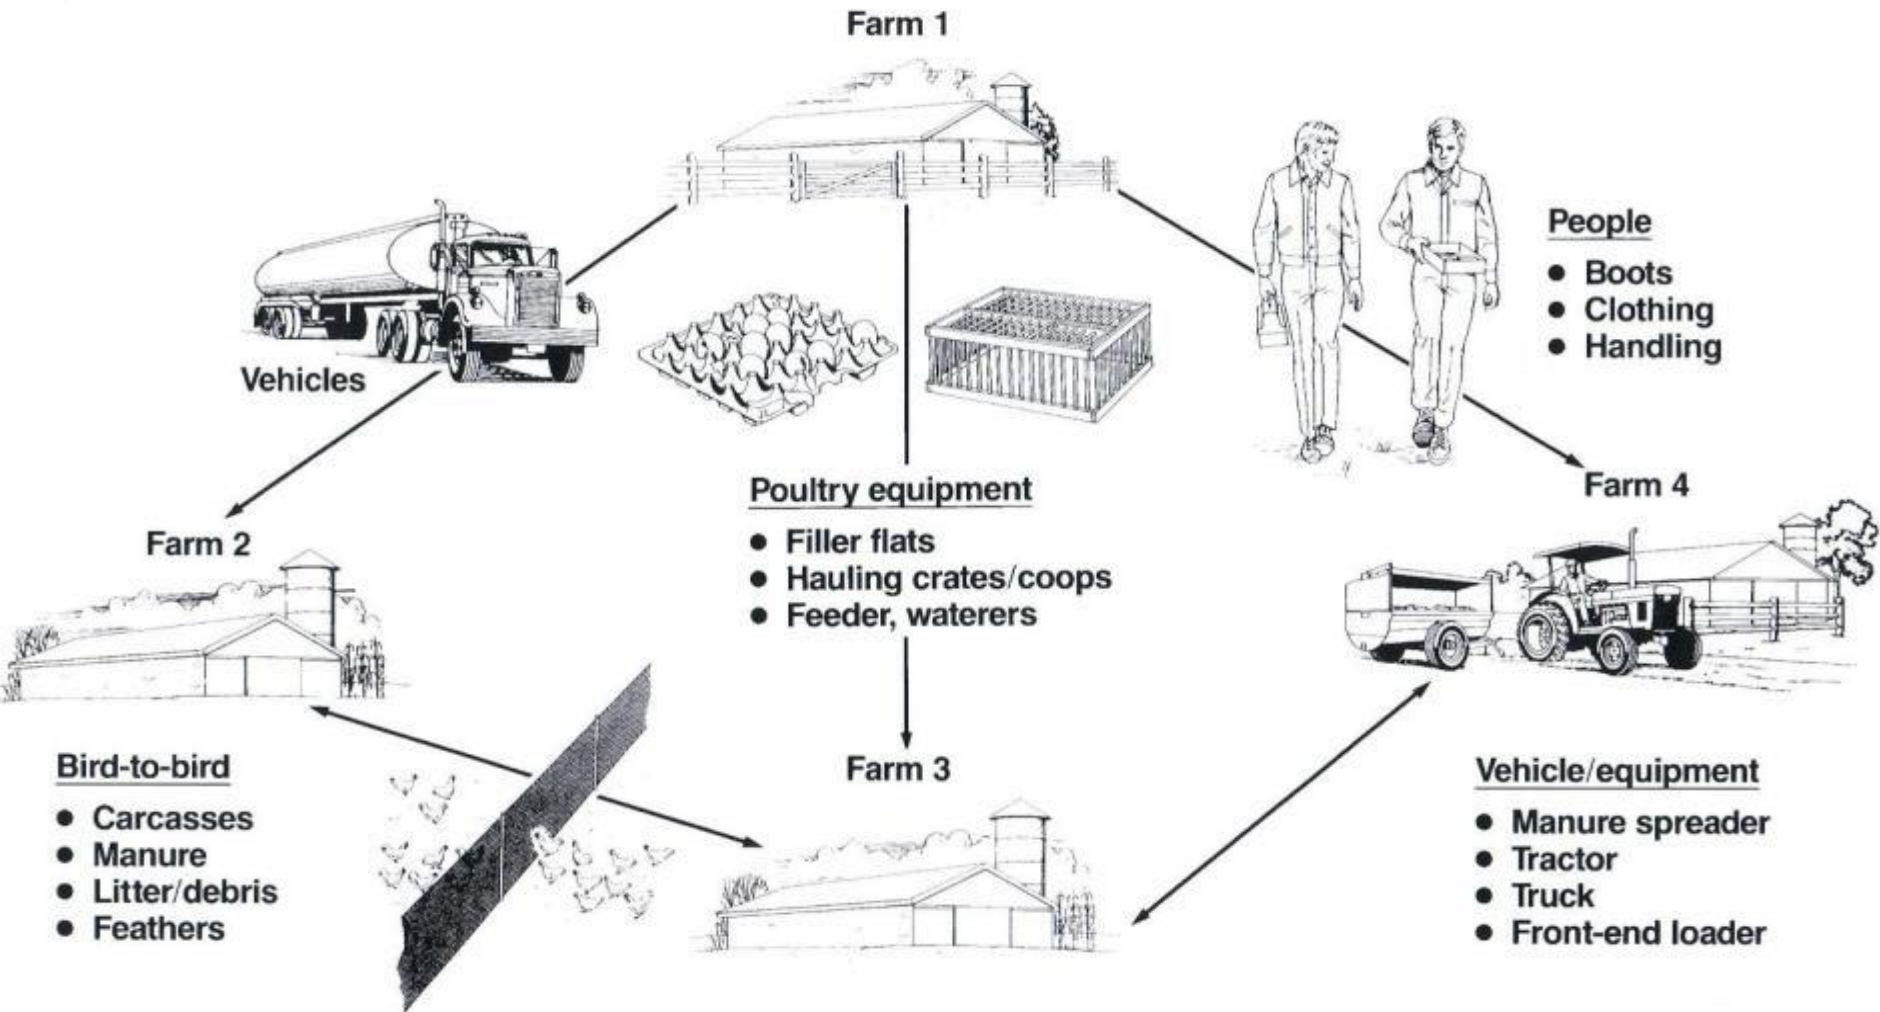 Farm 1
People
● Boots
● Clothing
● Handling
Vehicles
Poultry equipment
● Filler flats
● Hauling crates/coops
● Feeder, waterers
Farm 4
Farm 2
Farm 3
Bird-to-bird
● Carcasses
● Manure
● Litter/debris
● Feathers
Vehicle/equipment
● Manure spreader
● Tractor
● Truck
● Front-end loader